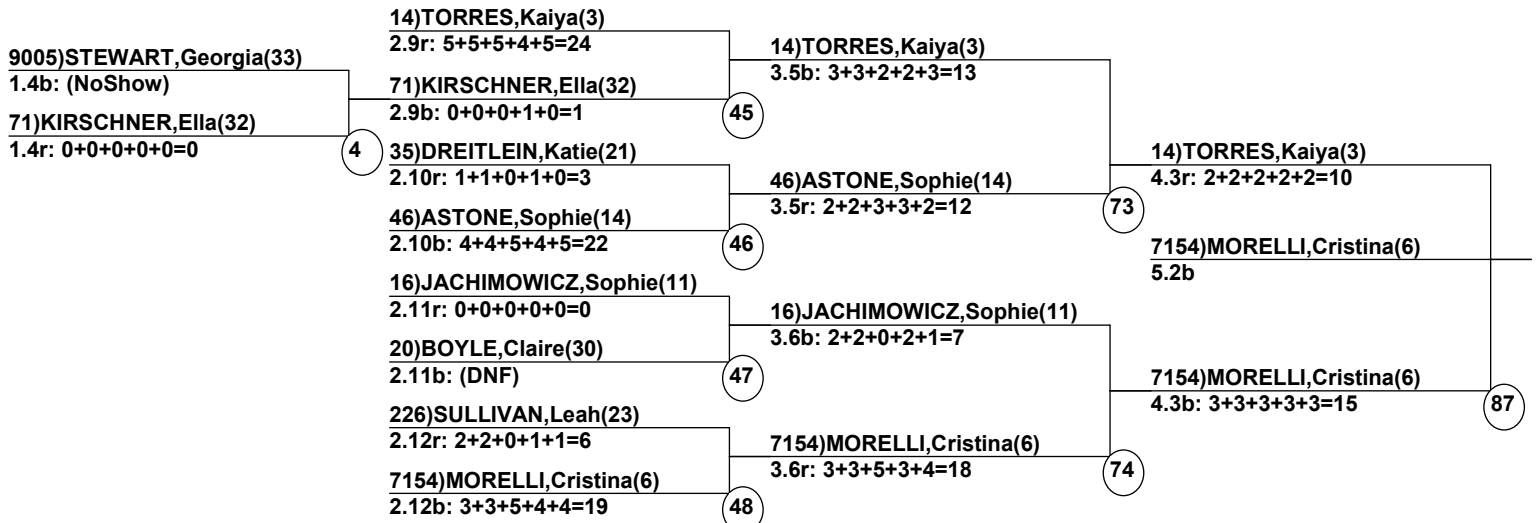 9005)STEWART,Georgia(33)
1.4b: (NoShow)
71)KIRSCHNER,Ella(32)
1.4r: 0+0+0+0+0=0
4
14)TORRES,Kaiya(3)
2.9r: 5+5+5+4+5=24
71)KIRSCHNER,Ella(32)
2.9b: 0+0+0+1+0=1
45
35)DREITLEIN,Katie(21)
2.10r: 1+1+0+1+0=3
46)ASTONE,Sophie(14)
2.10b: 4+4+5+4+5=22
46
16)JACHIMOWICZ,Sophie(11)
2.11r: 0+0+0+0+0=0
20)BOYLE,Claire(30)
2.11b: (DNF)
47
226)SULLIVAN,Leah(23)
2.12r: 2+2+0+1+1=6
7154)MORELLI,Cristina(6)
2.12b: 3+3+5+4+4=19
48
14)TORRES,Kaiya(3)
3.5b: 3+3+2+2+3=13
46)ASTONE,Sophie(14)
3.5r: 2+2+3+3+2=12
73
16)JACHIMOWICZ,Sophie(11)
3.6b: 2+2+0+2+1=7
7154)MORELLI,Cristina(6)
3.6r: 3+3+5+3+4=18
74
14)TORRES,Kaiya(3)
4.3r: 2+2+2+2+2=10
7154)MORELLI,Cristina(6)
4.3b: 3+3+3+3+3=15
87
7154)MORELLI,Cristina(6)
5.2b